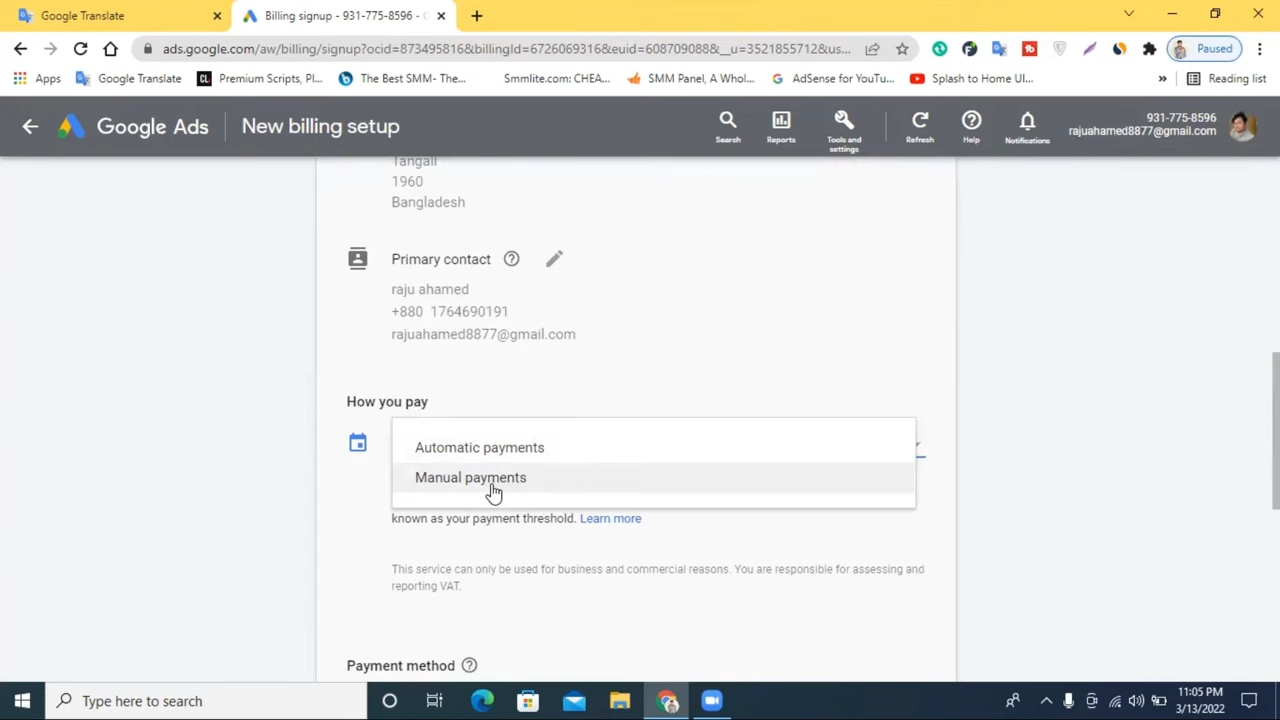 Google Translate
Billing signup - 931-775-8596 - G
ads.google.com/aw/billing/signup?ocid=873495816&billingId=6726069316&euid=608709088&__u=3521855712&us...
Paused
Apps
Google Translate
Premium Scripts, Pl...
The Best SMM- The...
Smmlite.com: CHEA...
SMM Panel, A Whol...
AdSense for YouTu...
Splash to Home UI...
»
Reading list
Google Ads
New billing setup
Search
Reports
Tools and
settings
Refresh
Help
Notifications
931-775-8596
rajuahamed8877@gmail.com
Tangail
1960
Bangladesh
Primary contact
raju ahamed
+880 1764690191
rajuahamed8877@gmail.com
How you pay
Automatic payments
Manual payments
known as your payment threshold. Learn more
This service can only be used for business and commercial reasons. You are responsible for assessing and
reporting VAT.
Payment method
Type here to search
11:05 PM
3/13/2022